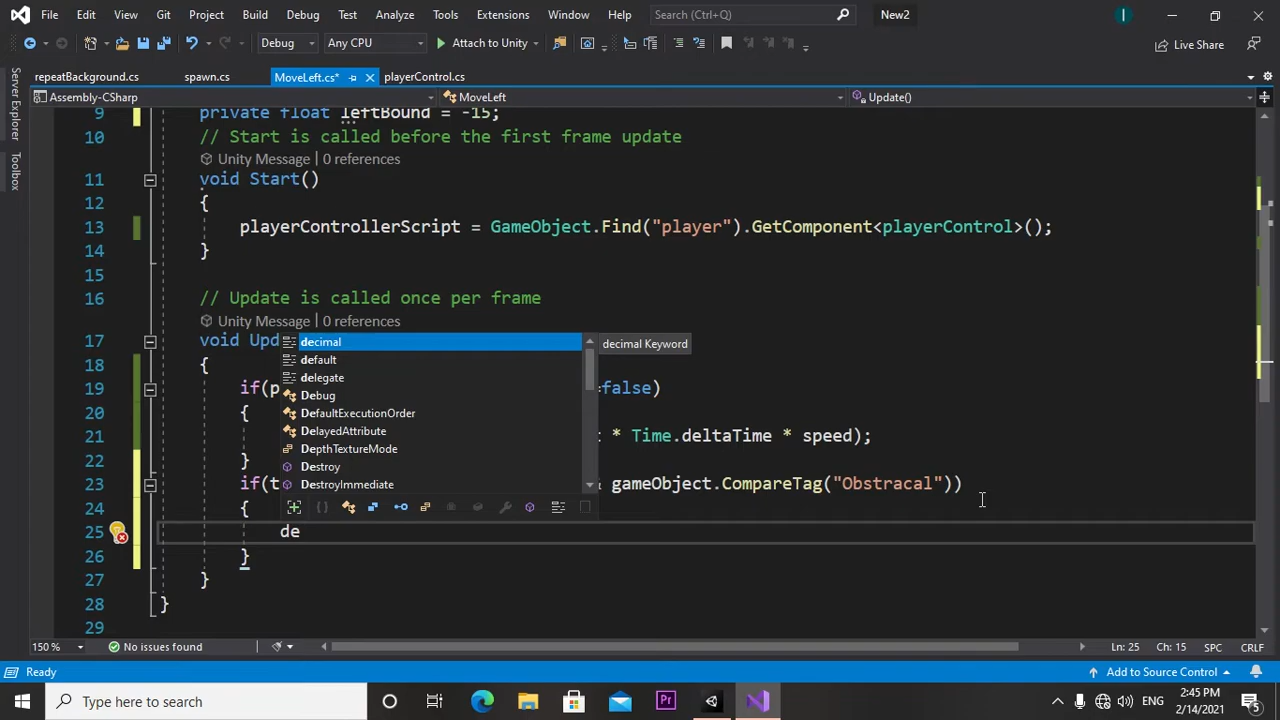 File Edit View Git Project Build Debug Test Analyze Tools Extensions Window Help Search (Ctrl+Q) New2 I
Debug Any CPU Attach to Unity Live Share
repeatBackground.cs spawn.cs MoveLeft.cs* playerControl.cs
Assembly-CSharp MoveLeft Update()
Server Explorer
Toolbox
9 private float leftBound = -15;
10 // Start is called before the first frame update
Unity Message | 0 references
11 void Start()
12 {
13 playerControllerScript = GameObject.Find("player").GetComponent<playerControl>();
14 }
15
16 // Update is called once per frame
Unity Message | 0 references
17 void Upd
decimal decimal Keyword
18 {
default
delegate
19 if(p =false)
Debug
20 {
DefaultExecutionOrder
21 t * Time.deltaTime * speed);
DelayedAttribute
DepthTextureMode
22 }
Destroy
23 if(t & gameObject.CompareTag("Obstracal"))
DestroyImmediate
24 {
25 de
26 }
27 }
28 }
29
150 % No issues found Ln: 25 Ch: 15 SPC CRLF
Ready Add to Source Control
Type here to search Pr ENG 2:45 PM
2/14/2021 5